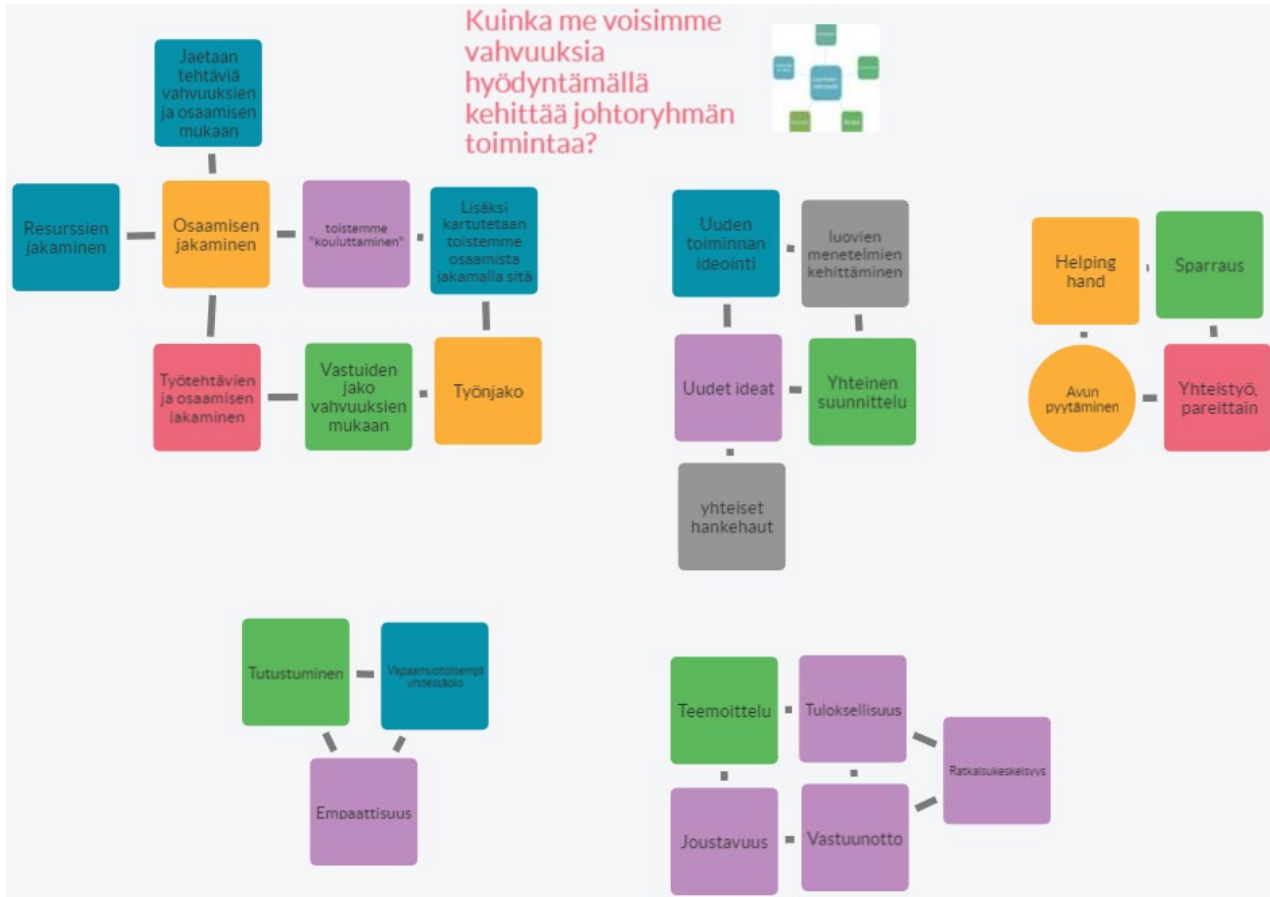 Kuinka me voisimme
vahvuuksia
hyödyntämällä
kehittää johtoryhmän
toimintaa?
Jaetaan
tehtäviä
vahvuuksien
ja osaamisen
mukaan
Resurssien
jakaminen
Osaamisen
jakaminen
toistemme
"kouluttaminen"
Lisäksi
kartutetaan
toistemme
osaamista
jakamalla sitä
Työtehtävien
ja osaamisen
jakaminen
Vastuiden
jako
vahvuuksien
mukaan
Työnjako
Uuden
toiminnan
ideointi
luovien
menetelmien
kehittäminen
Uudet ideat
Yhteinen
suunnittelu
yhteiset
hankehaut
Helping
hand
Sparraus
Avun
pyytäminen
Yhteistyö,
pareittain
Tutustuminen
Vapaamuotoisempi
yhdessäolo
Empaattisuus
Teemoittelu
Tuloksellisuus
Ratkaisukeskeisyys
Joustavuus
Vastuunotto